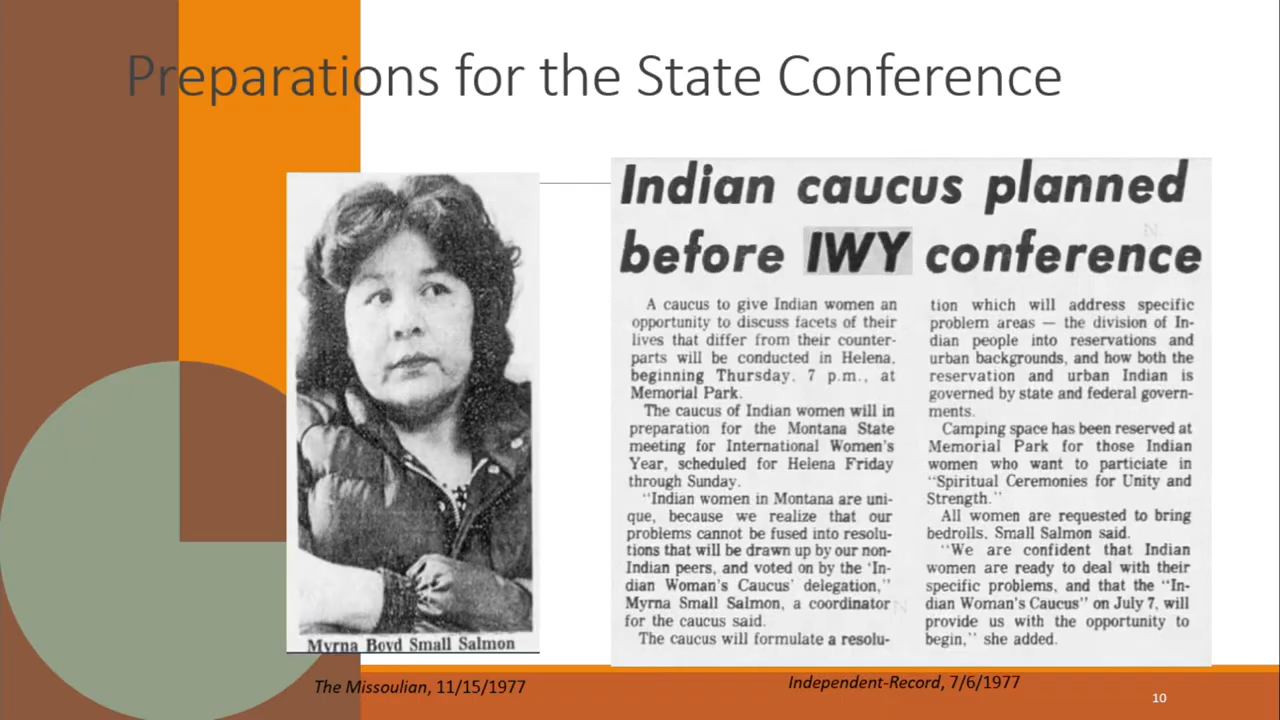 Preparations for the State Conference
Myrna Boyd Small Salmon
The Missoulian, 11/15/1977
Indian caucus planned
before IWY conference
A caucus to give Indian women an
opportunity to discuss facets of their
lives that differ from their counter-
parts will be conducted in Helena,
beginning Thursday, 7 p.m., at
Memorial Park.
The caucus of Indian women will in
preparation for the Montana State
meeting for International Women's
Year, scheduled for Helena Friday
through Sunday.
"Indian women in Montana are uni-
que, because we realize that our
problems cannot be fused into resolu-
tions that will be drawn up by our non-
Indian peers, and voted on by the 'In-
dian Woman's Caucus' delegation,"
Myrna Small Salmon, a coordinator
for the caucus said.
The caucus will formulate a resolu-
tion which will address specific
problem areas — the division of In-
dian people into reservations and
urban backgrounds, and how both the
reservation and urban Indian is
governed by state and federal govern-
ments.
Camping space has been reserved at
Memorial Park for those Indian
women who want to particiate in
"Spiritual Ceremonies for Unity and
Strength."
All women are requested to bring
bedrolls, Small Salmon said.
"We are confident that Indian
women are ready to deal with their
specific problems, and that the "In-
dian Woman's Caucus" on July 7, will
provide us with the opportunity to
begin," she added.
Independent-Record, 7/6/1977
10